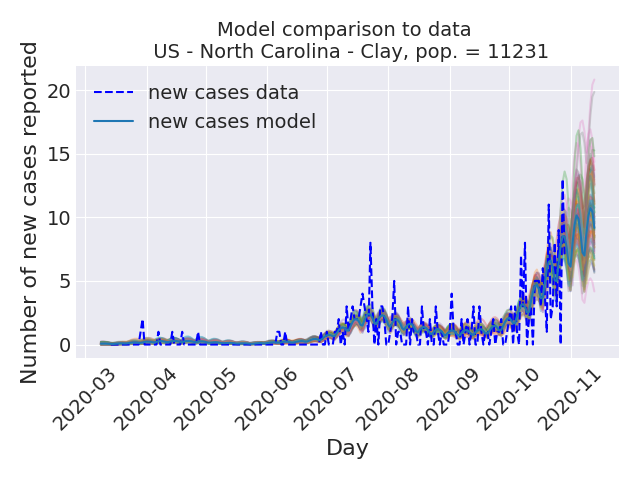 Model comparison to data
US - North Carolina - Clay, pop. = 11231
Number of new cases reported
new cases data
new cases model
20
15
10
5
0
2020-03
2020-04
2020-05
2020-06
2020-07
2020-08
2020-09
2020-10
2020-11
Day